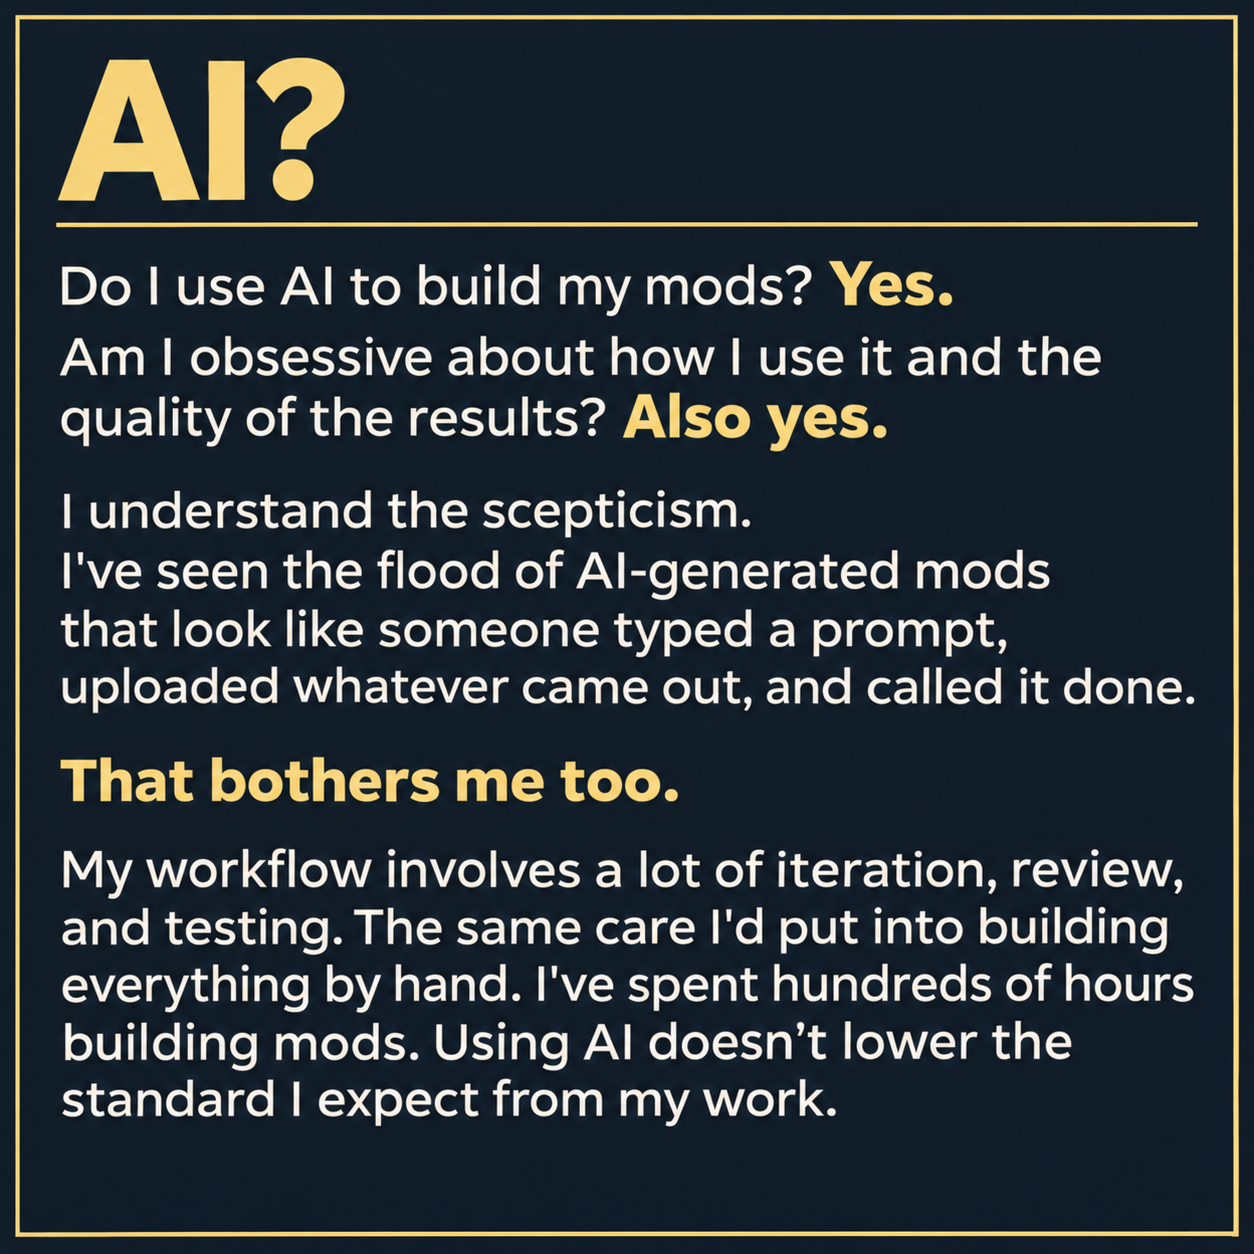 AI?
Do I use AI to build my mods? Yes.
Am I obsessive about how I use it and the
quality of the results? Also yes.
I understand the scepticism.
I've seen the flood of AI-generated mods
that look like someone typed a prompt,
uploaded whatever came out, and called it done.
That bothers me too.
My workflow involves a lot of iteration, review,
and testing. The same care I'd put into building
everything by hand. I've spent hundreds of hours
building mods. Using AI doesn’t lower the
standard I expect from my work.